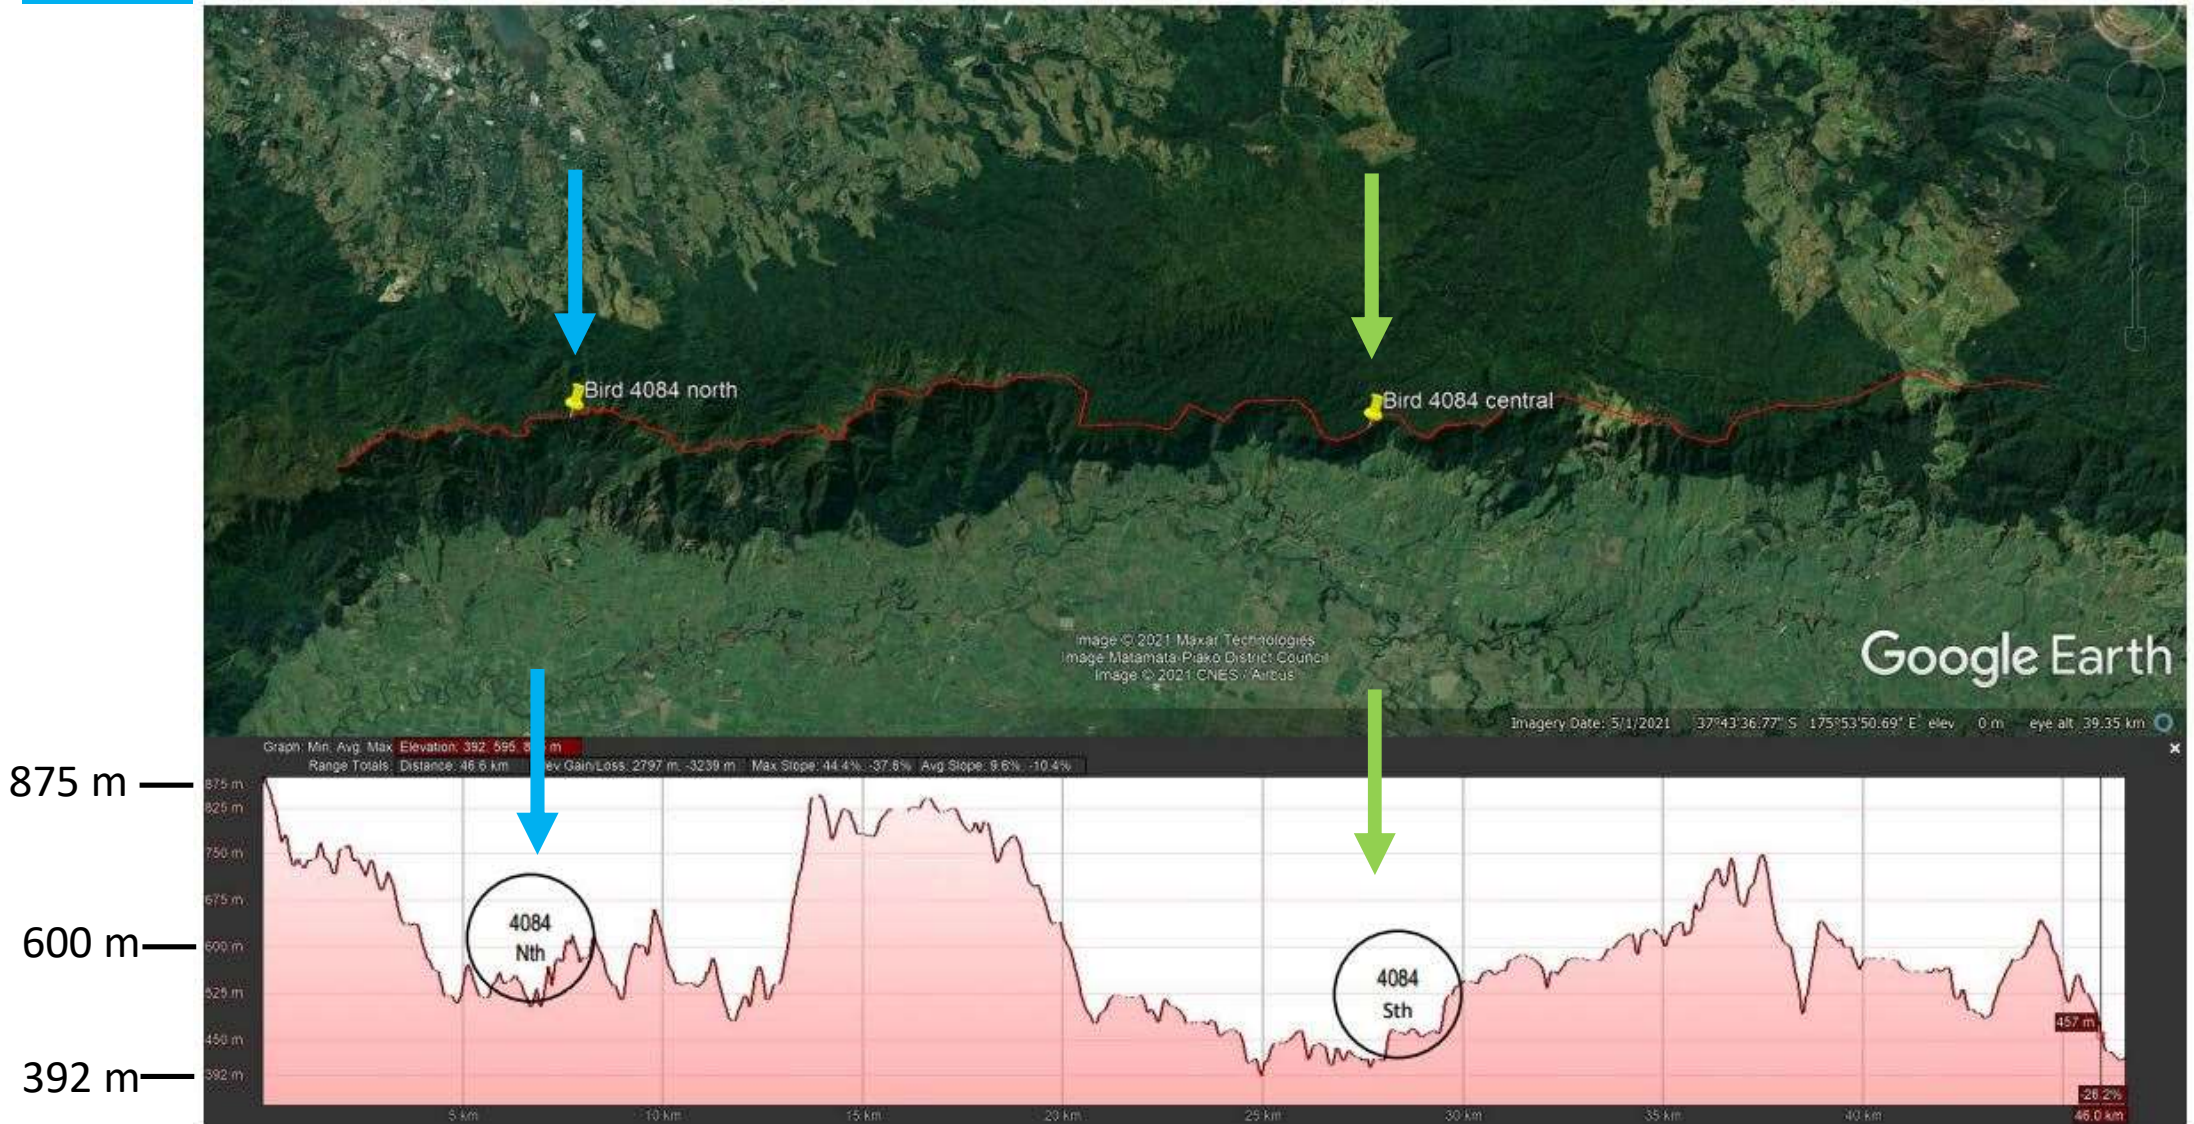 Bird 4084 north
Bird 4084 central
Image © 2021 Maxar Technologies
Image Matamata-Piako District Council
Image © 2021 CNES / Airbus
Google Earth
Imagery Date: 5/1/2021 37°43'36.77" S 175°53'50.69" E elev 0 m eye alt 39.35 km
Graph: Min, Avg, Max Elevation: 392, 595, m
Range Totals: Distance: 46.6 km ev Gain/Loss: 2797 m, -3239 m Max Slope: 44.4%, -37.8% Avg Slope: 9.6%, -10.4%
875 m
600 m
392 m
875 m
825 m
750 m
675 m
600 m
525 m
450 m
392 m
4084
Nth
4084
Sth
457 m
-26.2%
46.0 km
5 km 10 km 15 km 20 km 25 km 30 km 35 km 40 km